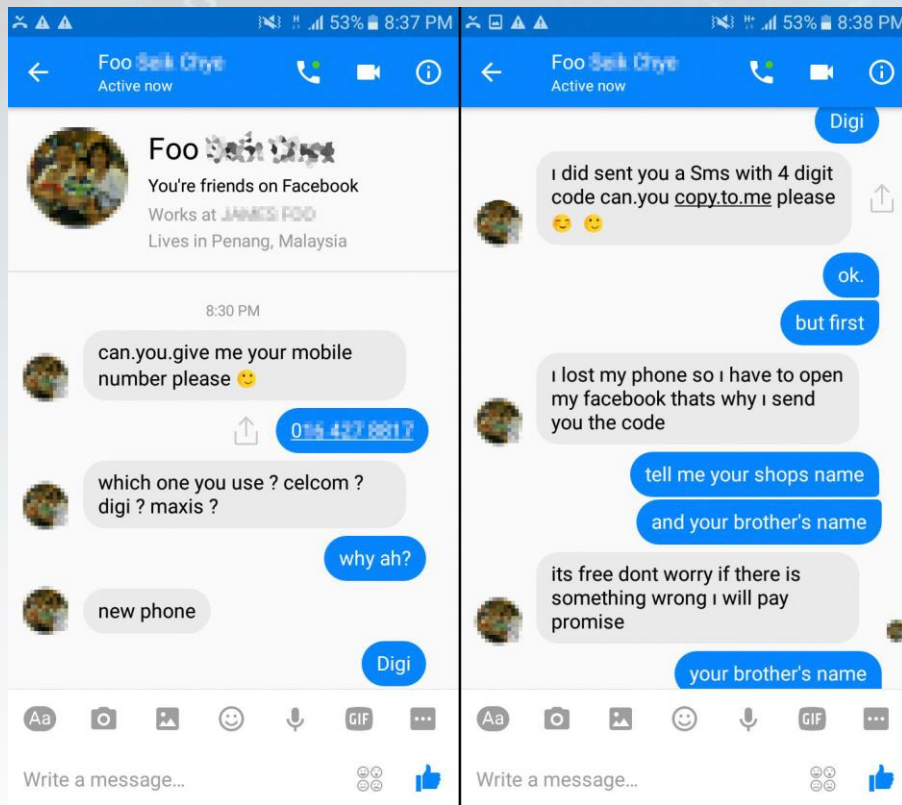 53% 8:37 PM
Foo
Active now
Foo
You're friends on Facebook
Works at
Lives in Penang, Malaysia
8:30 PM
can.you.give me your mobile
number please
which one you use ? celcom ?
digi ? maxis ?
why ah?
new phone
Digi
Aa
GIF
Write a message...
H+ 53% 8:38 PM
Foo
Active now
Digi
ı did sent you a Sms with 4 digit
code can.you copy.to.me please
ok.
but first
ı lost my phone so ı have to open
my facebook thats why ı send
you the code
tell me your shops name
and your brother's name
its free dont worry if there is
something wrong ı will pay
promise
your brother's name
Aa
GIF
Write a message...